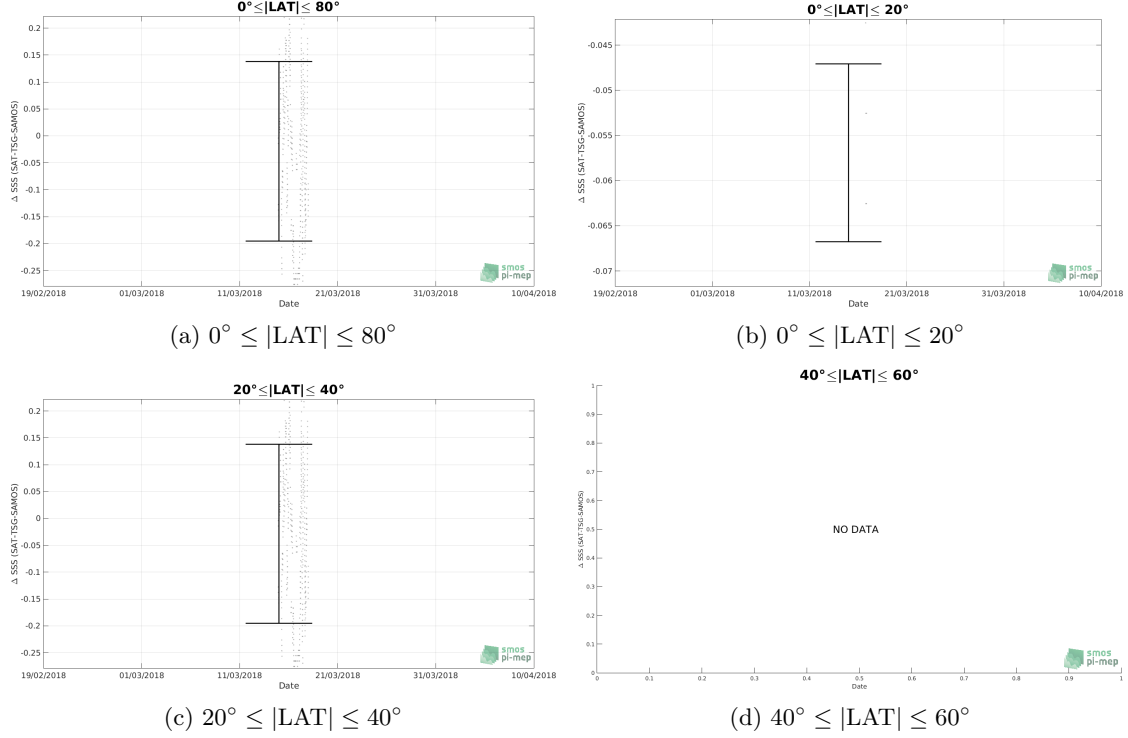 0°≤|LAT|≤ 80°
0.2
0.15
0.1
0.05
0
-0.05
-0.1
-0.15
-0.2
-0.25
Δ SSS (SAT-TSG-SAMOS)
19/02/2018 01/03/2018 11/03/2018 21/03/2018 31/03/2018 10/04/2018
Date
smos
pi-mep
(a) 0° ≤ |LAT| ≤ 80°
0°≤|LAT|≤ 20°
-0.045
-0.05
-0.055
-0.06
-0.065
-0.07
Δ SSS (SAT-TSG-SAMOS)
19/02/2018 01/03/2018 11/03/2018 21/03/2018 31/03/2018 10/04/2018
Date
smos
pi-mep
(b) 0° ≤ |LAT| ≤ 20°
20°≤|LAT|≤ 40°
0.2
0.15
0.1
0.05
0
-0.05
-0.1
-0.15
-0.2
-0.25
Δ SSS (SAT-TSG-SAMOS)
19/02/2018 01/03/2018 11/03/2018 21/03/2018 31/03/2018 10/04/2018
Date
smos
pi-mep
(c) 20° ≤ |LAT| ≤ 40°
40°≤|LAT|≤ 60°
1
0.9
0.8
0.7
0.6
0.5
0.4
0.3
0.2
0.1
0
Δ SSS (SAT-TSG-SAMOS)
NO DATA
0 0.1 0.2 0.3 0.4 0.5 0.6 0.7 0.8 0.9 1
Date
smos
pi-mep
(d) 40° ≤ |LAT| ≤ 60°